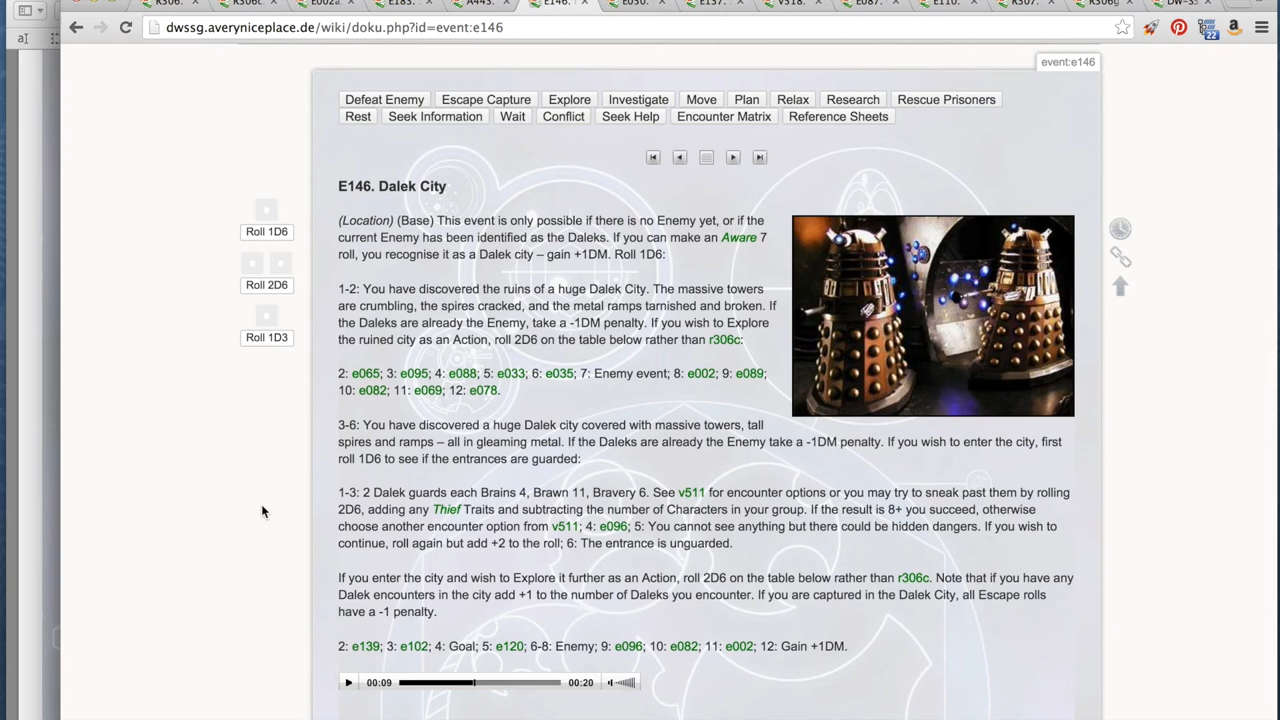 dwssg.averyniceplace.de/wiki/doku.php?id=event:e146
22
event:e146
Defeat Enemy Escape Capture Explore Investigate Move Plan Relax Research Rescue Prisoners
Rest Seek Information Wait Conflict Seek Help Encounter Matrix Reference Sheets
E146. Dalek City
(Location) (Base) This event is only possible if there is no Enemy yet, or if the
current Enemy has been identified as the Daleks. If you can make an Aware 7
roll, you recognise it as a Dalek city – gain +1DM. Roll 1D6:
Roll 1D6
Roll 2D6
Roll 1D3
1-2: You have discovered the ruins of a huge Dalek City. The massive towers
are crumbling, the spires cracked, and the metal ramps tarnished and broken. If
the Daleks are already the Enemy, take a -1DM penalty. If you wish to Explore
the ruined city as an Action, roll 2D6 on the table below rather than r306c:
2: e065; 3: e095; 4: e088; 5: e033; 6: e035; 7: Enemy event; 8: e002; 9: e089;
10: e082; 11: e069; 12: e078.
3-6: You have discovered a huge Dalek city covered with massive towers, tall
spires and ramps – all in gleaming metal. If the Daleks are already the Enemy take a -1DM penalty. If you wish to enter the city, first
roll 1D6 to see if the entrances are guarded:
1-3: 2 Dalek guards each Brains 4, Brawn 11, Bravery 6. See v511 for encounter options or you may try to sneak past them by rolling
2D6, adding any Thief Traits and subtracting the number of Characters in your group. If the result is 8+ you succeed, otherwise
choose another encounter option from v511; 4: e096; 5: You cannot see anything but there could be hidden dangers. If you wish to
continue, roll again but add +2 to the roll; 6: The entrance is unguarded.
If you enter the city and wish to Explore it further as an Action, roll 2D6 on the table below rather than r306c. Note that if you have any
Dalek encounters in the city add +1 to the number of Daleks you encounter. If you are captured in the Dalek City, all Escape rolls
have a -1 penalty.
2: e139; 3: e102; 4: Goal; 5: e120; 6-8: Enemy; 9: e096; 10: e082; 11: e002; 12: Gain +1DM.
00:09 00:20